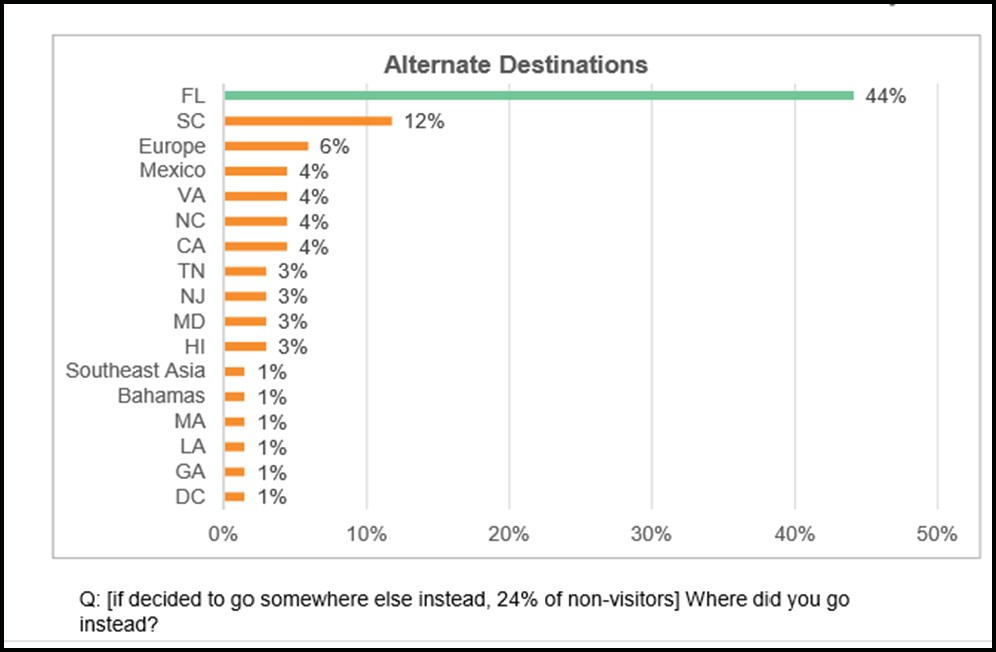 Alternate Destinations
FL 44%
SC 12%
Europe 6%
Mexico 4%
VA 4%
NC 4%
CA 4%
TN 3%
NJ 3%
MD 3%
HI 3%
Southeast Asia 1%
Bahamas 1%
MA 1%
LA 1%
GA 1%
DC 1%
0% 10% 20% 30% 40% 50%
Q: [if decided to go somewhere else instead, 24% of non-visitors] Where did you go
instead?